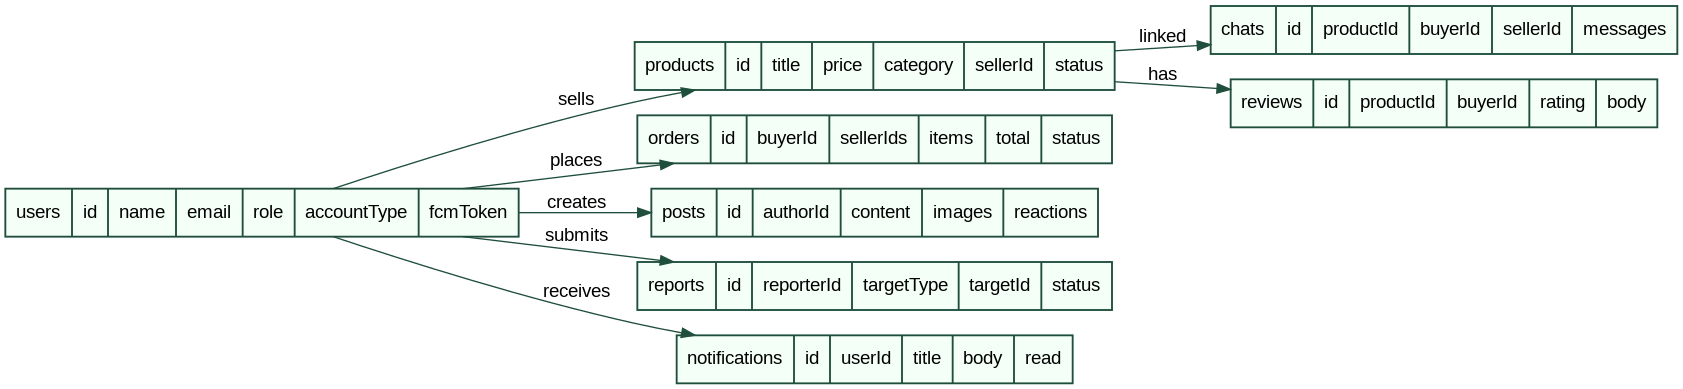 users id name email role accountType fcmToken
sells
places
creates
submits
receives
products id title price category sellerId status
orders id buyerId sellerIds items total status
posts id authorId content images reactions
reports id reporterId targetType targetId status
notifications id userId title body read
linked
has
chats id productId buyerId sellerId messages
reviews id productId buyerId rating body